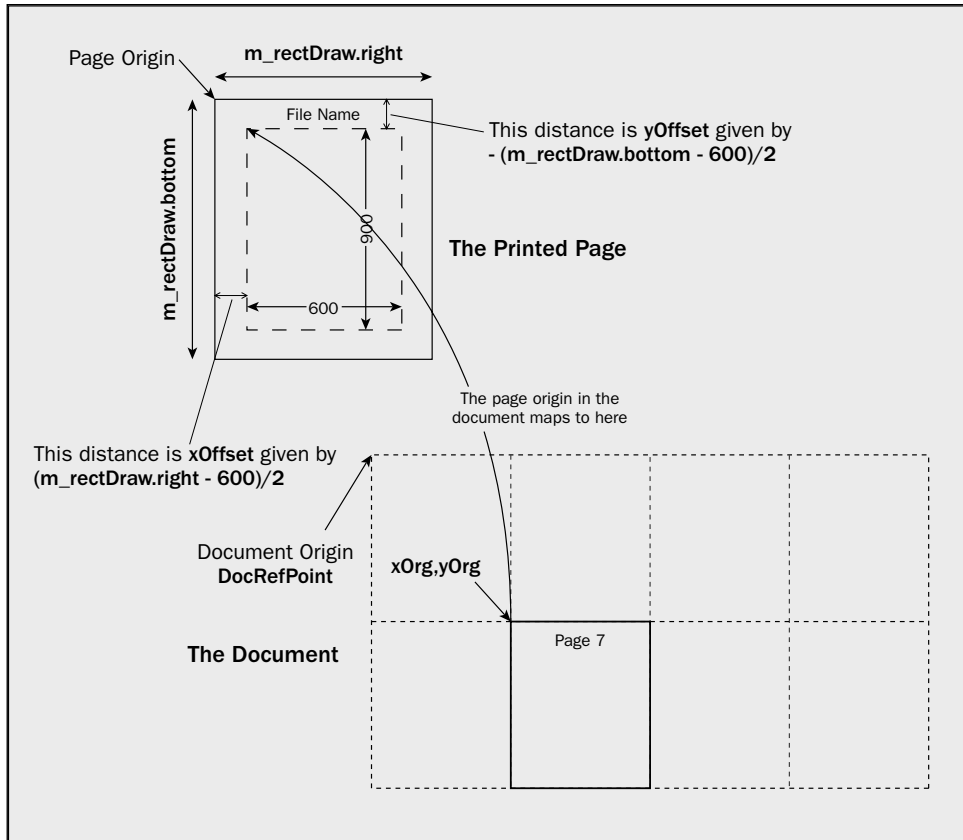 Page Origin
m_rectDraw.right
File Name
This distance is yOffset given by
- (m_rectDraw.bottom - 600)/2
m_rectDraw.bottom
900
The Printed Page
600
The page origin in the
document maps to here
This distance is xOffset given by
(m_rectDraw.right - 600)/2
Document Origin
DocRefPoint
xOrg,yOrg
Page 7
The Document